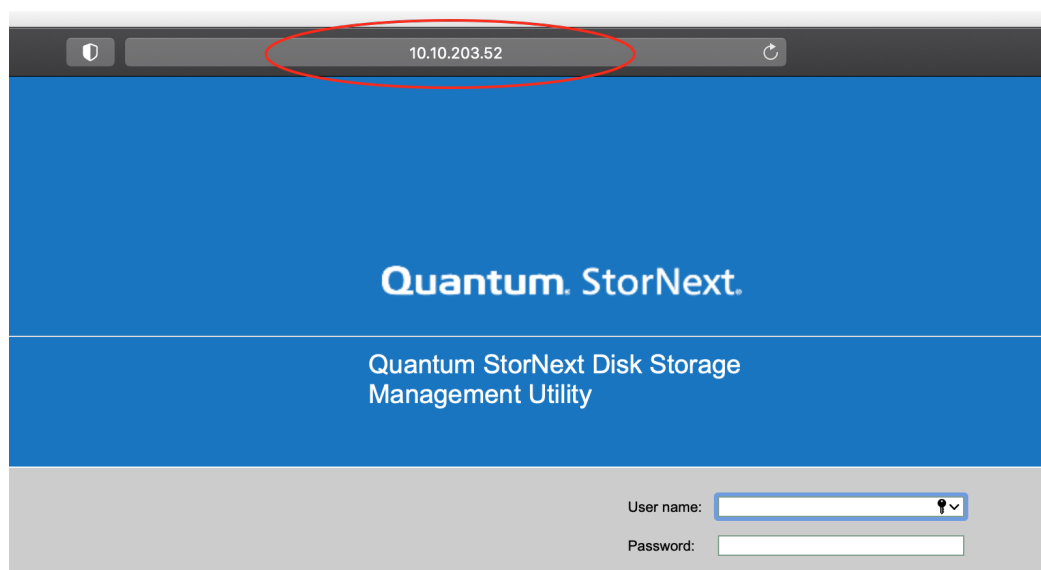 10.10.203.52
Quantum. StorNext.
Quantum StorNext Disk Storage
Management Utility
User name:
Password: